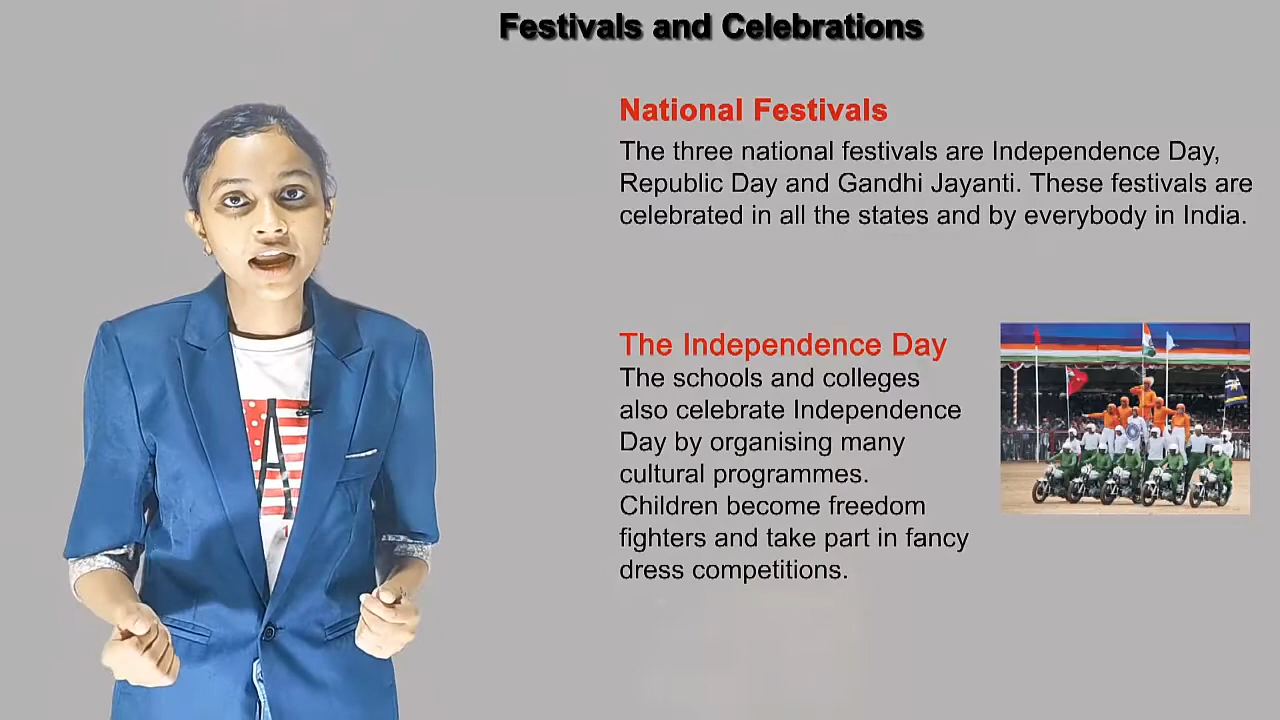 Festivals and Celebrations
National Festivals
The three national festivals are Independence Day,
Republic Day and Gandhi Jayanti. These festivals are
celebrated in all the states and by everybody in India.
The Independence Day
The schools and colleges
also celebrate Independence
Day by organising many
cultural programmes.
Children become freedom
fighters and take part in fancy
dress competitions.
A